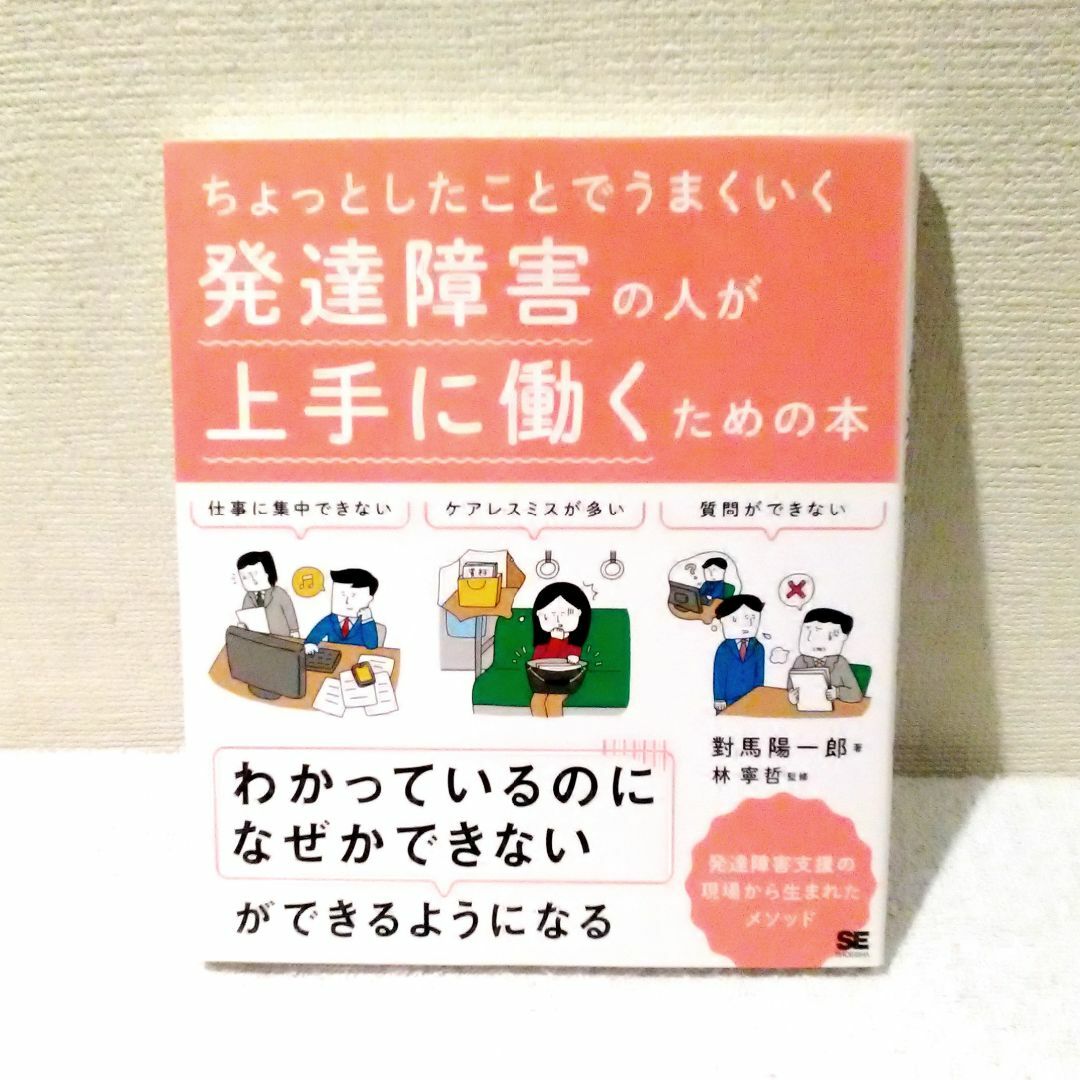 ちょっとしたことでうまくいく
発達障害の人が
上手に働くための本
仕事に集中できない
ケアレスミスが多い
質問ができない
資料
?
對馬陽一郎 著
林 寧哲 監修
わかっているのに
なぜかできない
ができるようになる
発達障害支援の
現場から生まれた
メソッド
SE
SHOEISHA